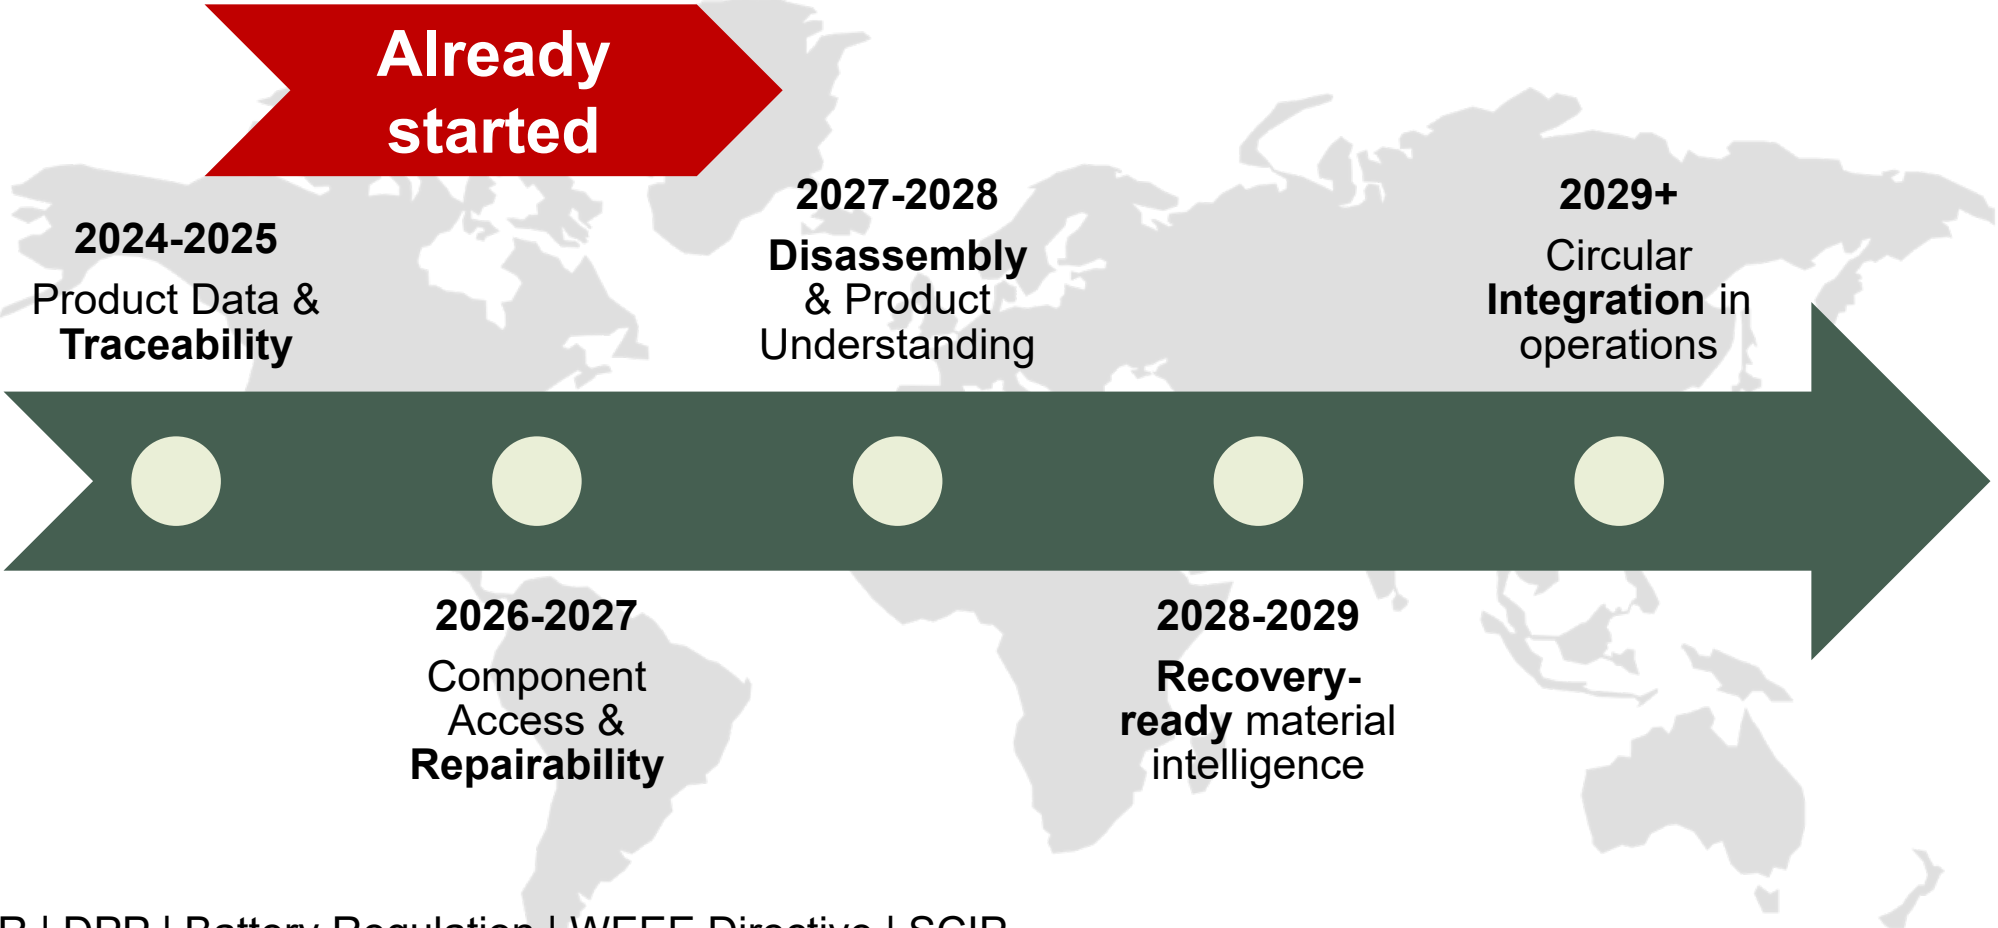 Already
started
2024-2025
Product Data &
Traceability
2027-2028
Disassembly
& Product
Understanding
2029+
Circular
Integration in
operations
2026-2027
Component
Access &
Repairability
2028-2029
Recovery-
ready material
intelligence
R | DPP | Battery Regulation | WEEE Directive | SCIP